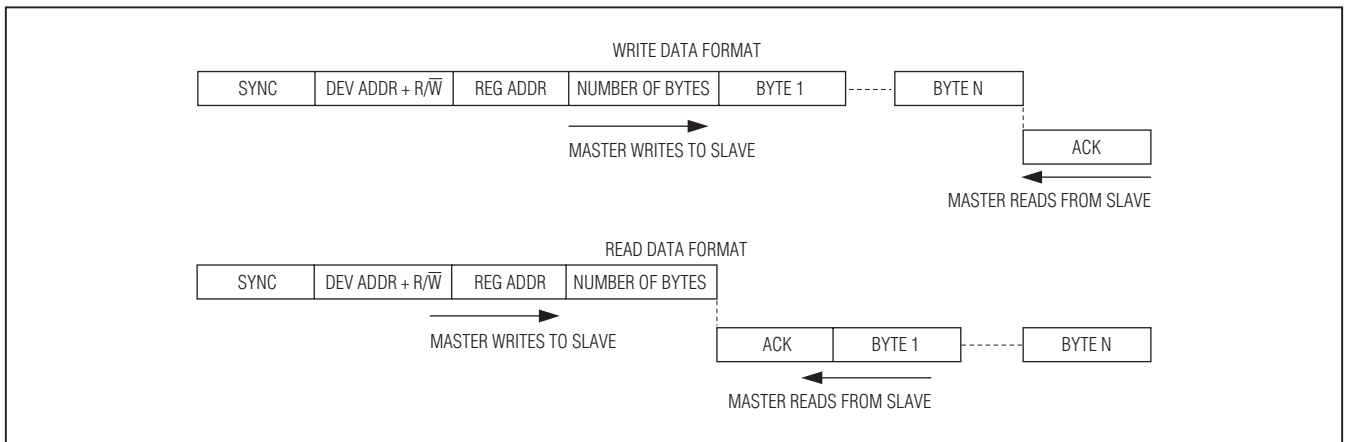 WRITE DATA FORMAT
SYNC DEV ADDR + R/W̅ REG ADDR NUMBER OF BYTES BYTE 1 BYTE N
MASTER WRITES TO SLAVE
ACK
MASTER READS FROM SLAVE
READ DATA FORMAT
SYNC DEV ADDR + R/W̅ REG ADDR NUMBER OF BYTES
MASTER WRITES TO SLAVE
ACK BYTE 1 BYTE N
MASTER READS FROM SLAVE